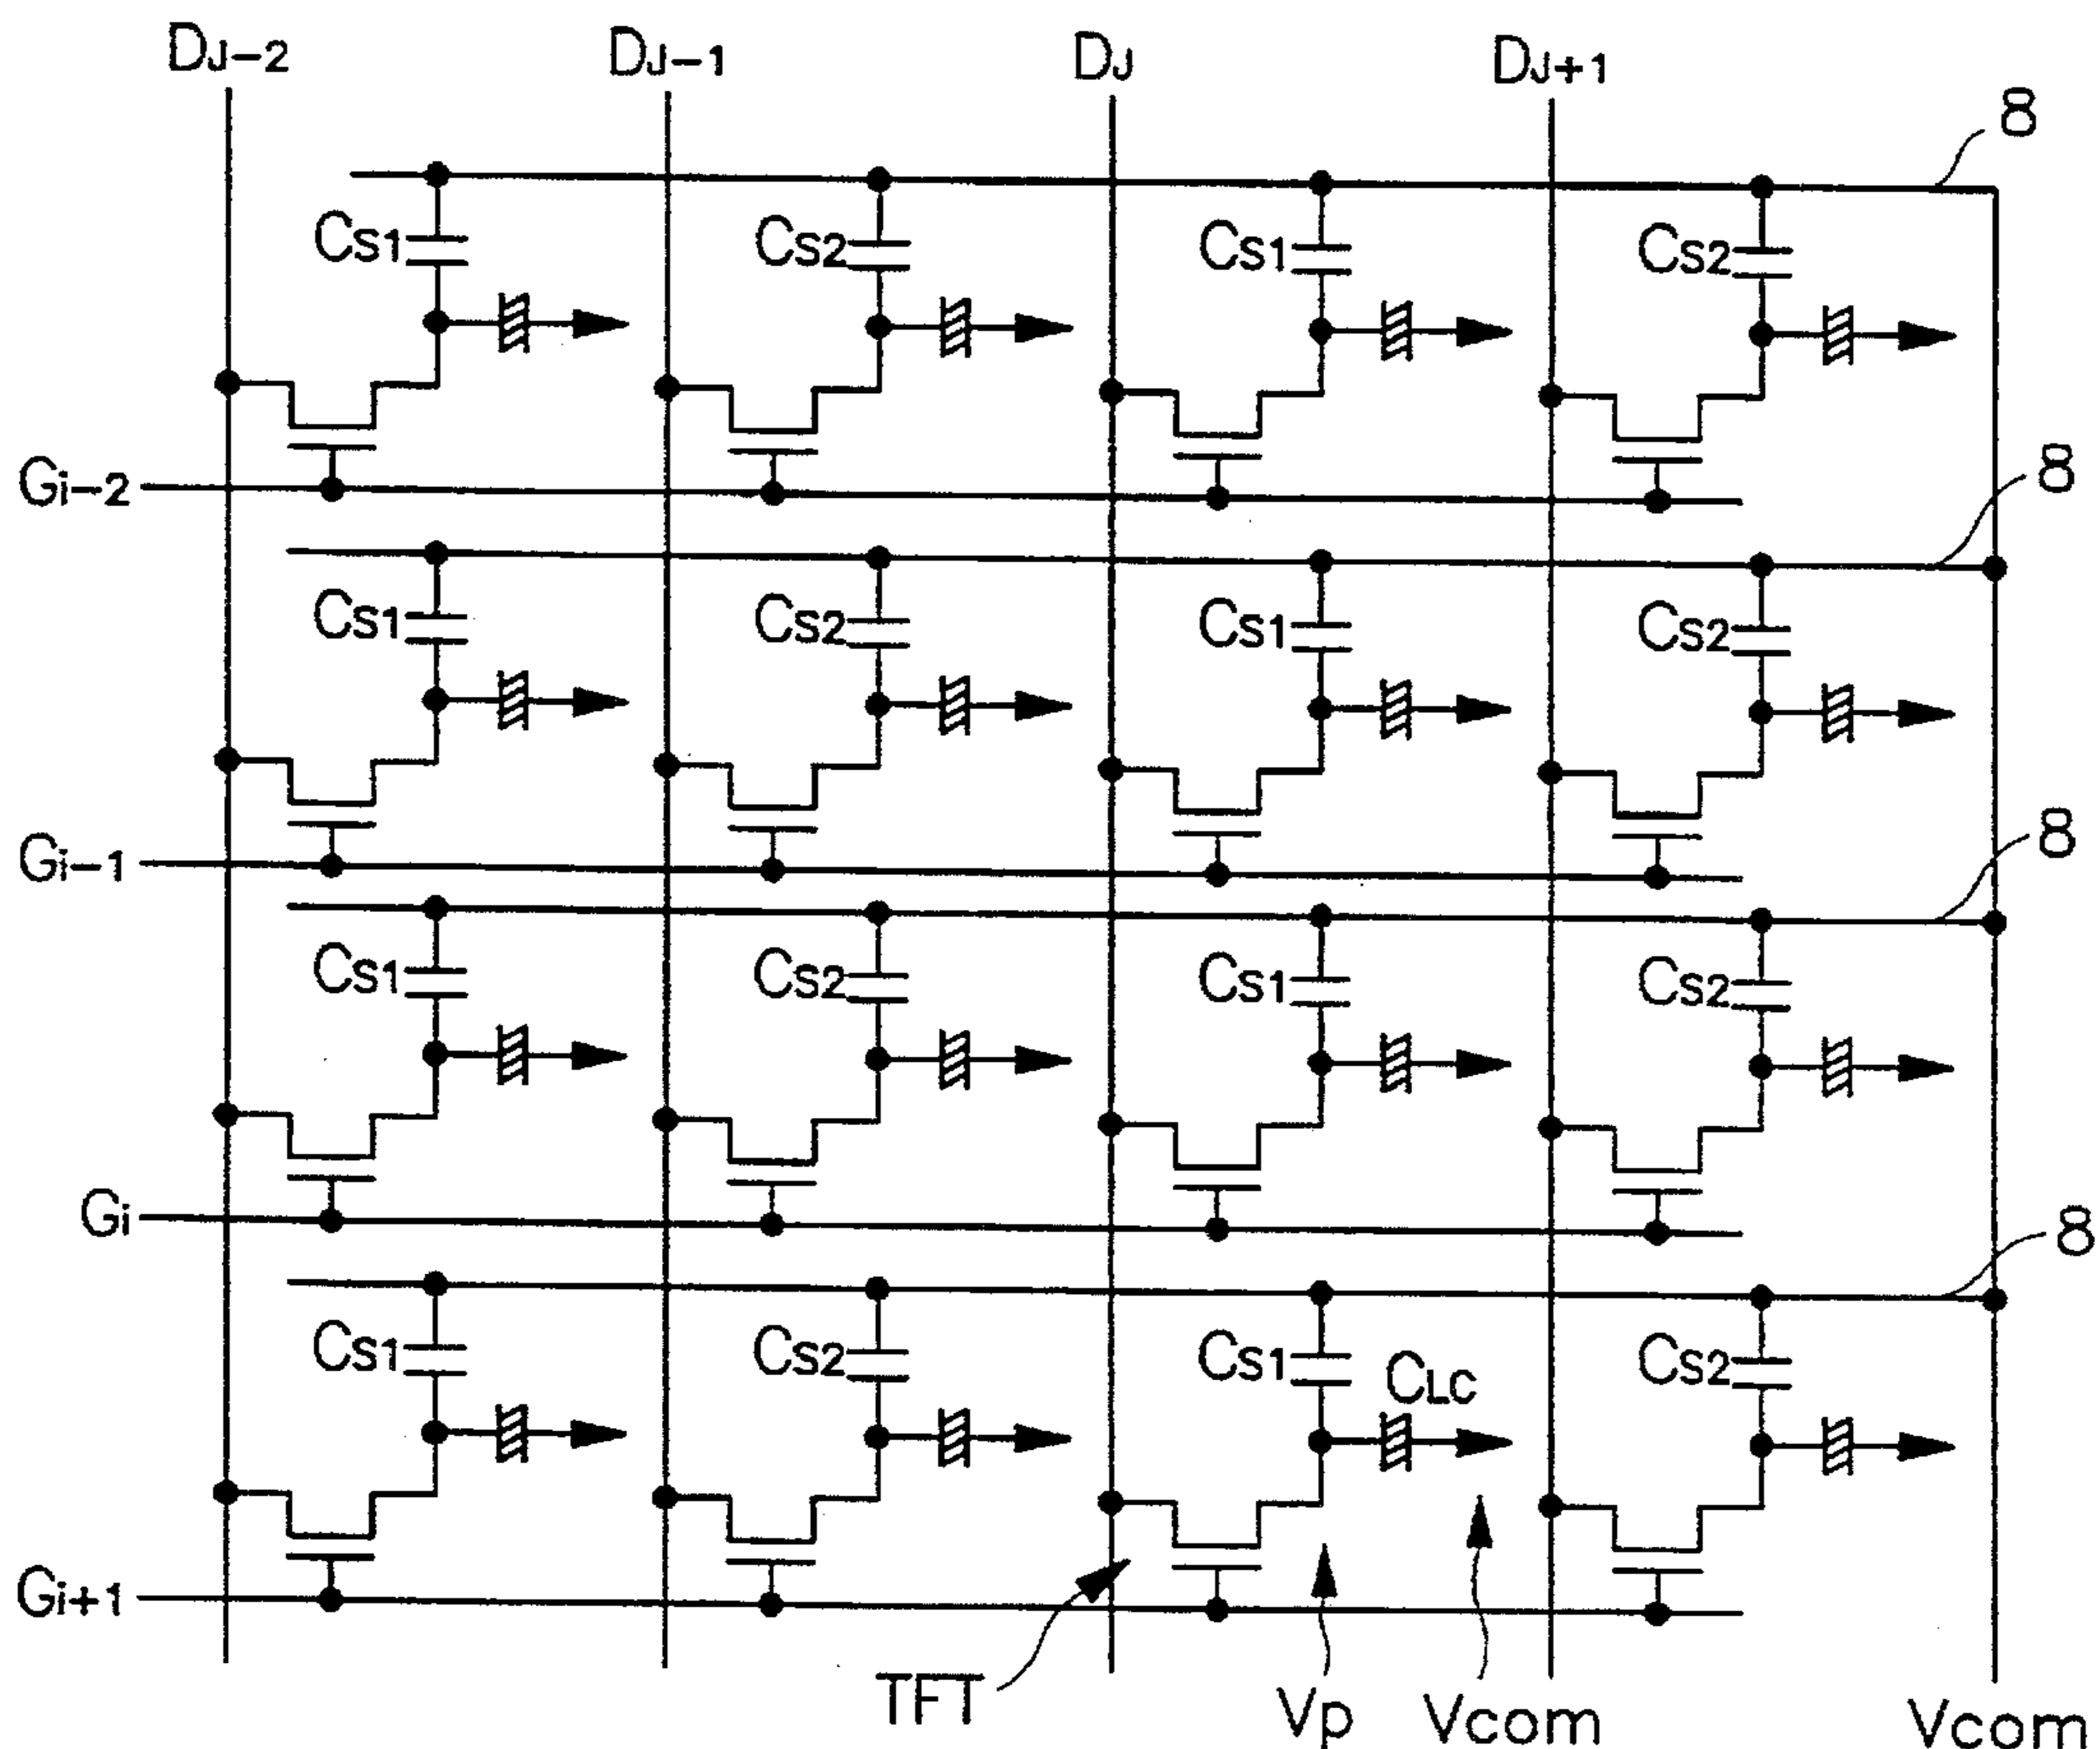 DJ-2 DJ-1 DJ DJ+1
8
CS1 CS2 CS1 CS2
Gi-2
8
CS1 CS2 CS1 CS2
Gi-1
8
CS1 CS2 CS1 CS2
Gi
8
CS1 CS2 CS1 CLC CS2
Gi+1
TFT Vp Vcom Vcom